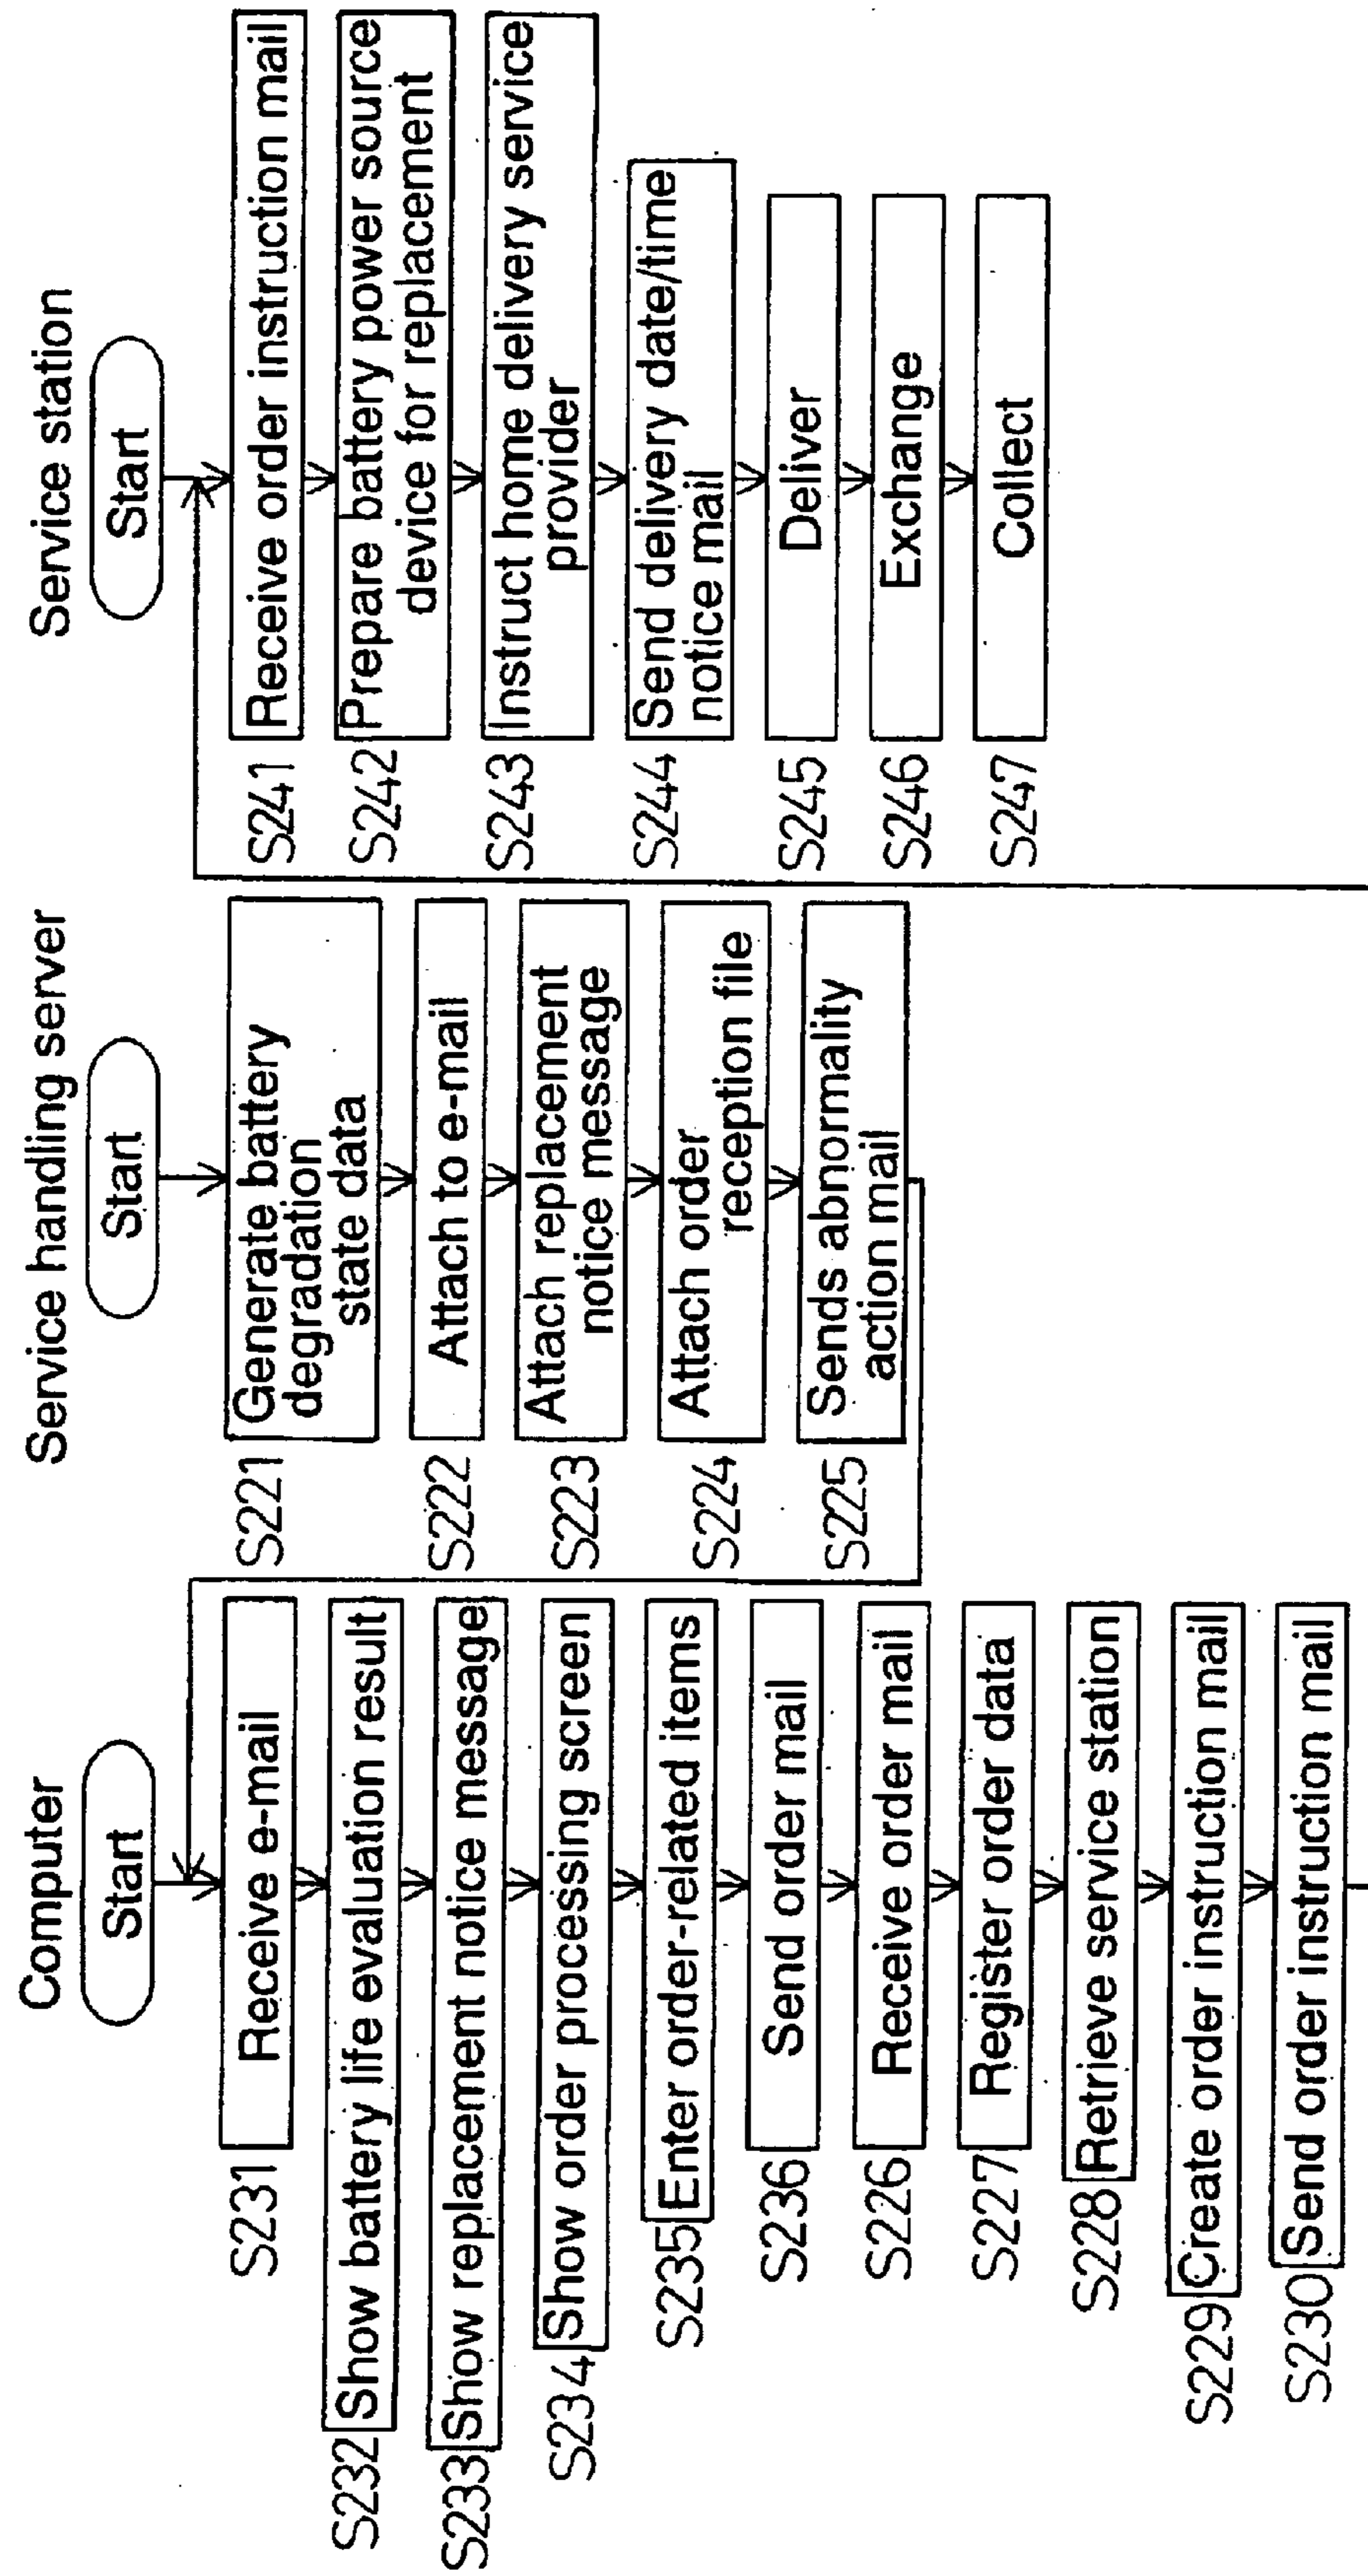 Computer
Start
S231
Receive e-mail
S232
Show battery life evaluation result
S233
Show replacement notice message
S234
Show order processing screen
S235
Enter order-related items
S236
Send order mail
S226
Receive order mail
S227
Register order data
S228
Retrieve service station
S229
Create order instruction mail
S230
Send order instruction mail
Service handling server
Start
S221
Generate battery
degradation
state data
S222
Attach to e-mail
S223
Attach replacement
notice message
S224
Attach order
reception file
S225
Sends abnormality
action mail
Service station
Start
S241
Receive order instruction mail
S242
Prepare battery power source
device for replacement
S243
Instruct home delivery service
provider
S244
Send delivery date/time
notice mail
S245
Deliver
S246
Exchange
S247
Collect